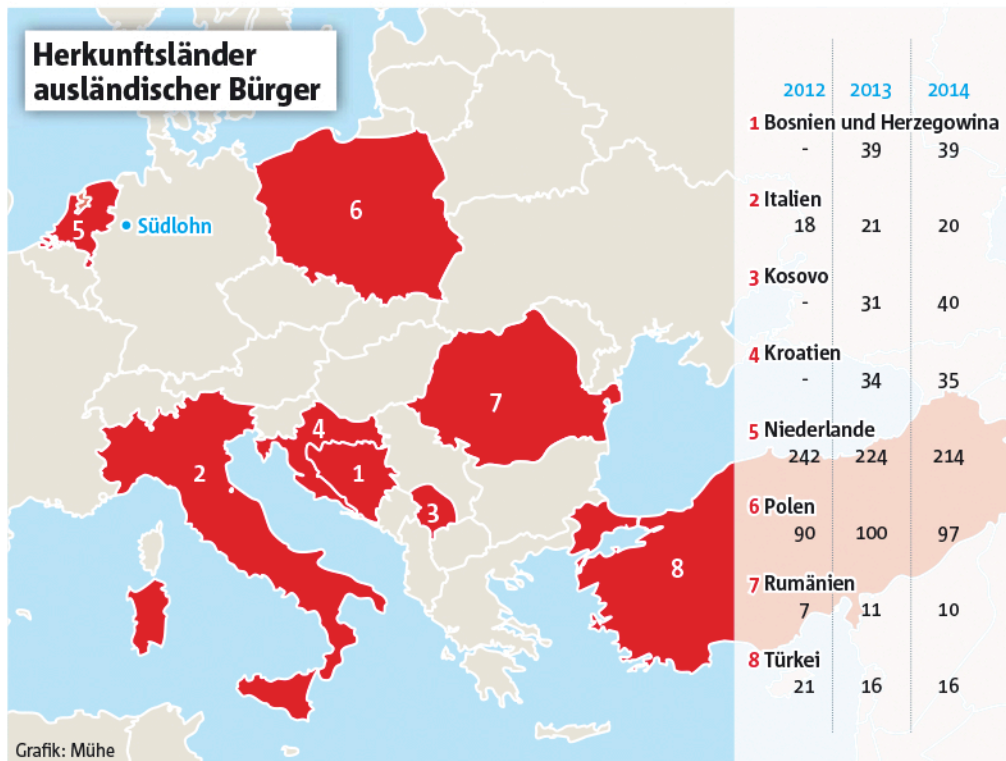 Herkunftsländer
ausländischer Bürger
2012 2013 2014
1 Bosnien und Herzegowina
- 39 39
2 Italien
18 21 20
3 Kosovo
- 31 40
4 Kroatien
- 34 35
5 Niederlande
242 224 214
6 Polen
90 100 97
7 Rumänien
7 11 10
8 Türkei
21 16 16
6
5
Südlohn
7
4
2
1
3
8
Grafik: Mühe